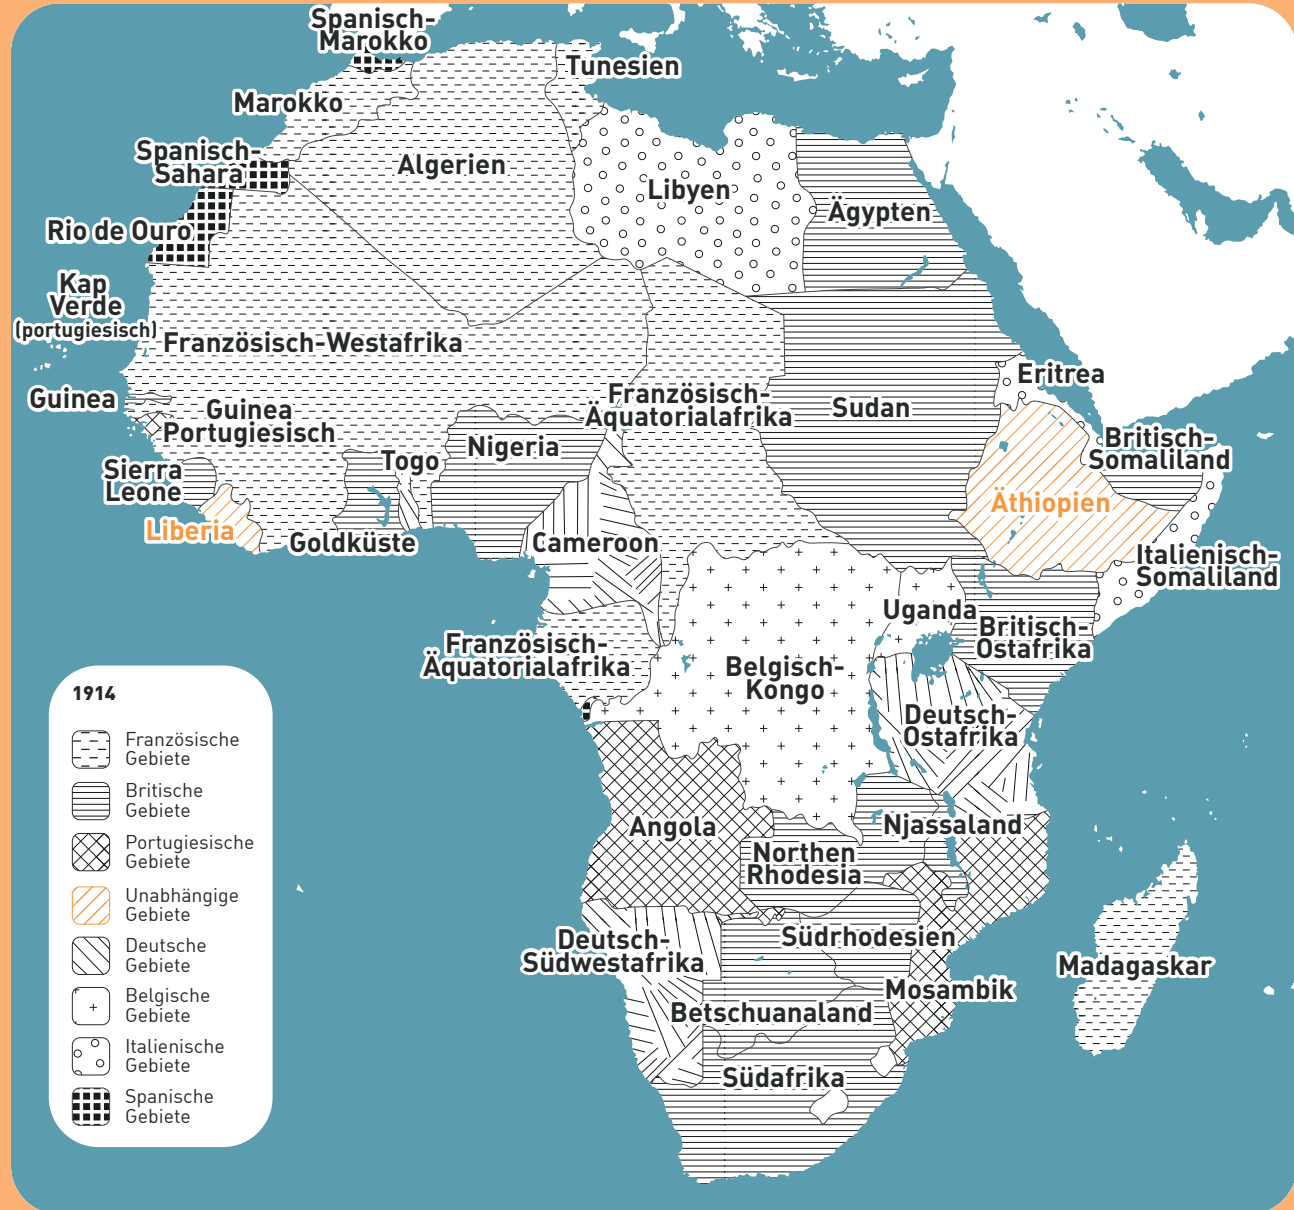 Spanisch-
Marokko
Tunesien
Marokko
Spanisch-
Sahara
Algerien
Libyen
Ägypten
Rio de Ouro
Kap
Verde
(portugiesisch)
Französisch-Westafrika
Eritrea
Guinea
Guinea
Portugiesisch
Französisch-
Äquatorialafrika
Sudan
Nigeria
Togo
Britisch-
Somaliland
Sierra
Leone
Äthiopien
Liberia
Goldküste
Cameroon
Italienisch-
Somaliland
Uganda
Britisch-
Ostafrika
Französisch-
Äquatorialafrika
Belgisch-
Kongo
Deutsch-
Ostafrika
Angola
Njassaland
Northen
Rhodesia
Deutsch-
Südwestafrika
Südrhodesien
Madagaskar
Mosambik
Betschuanaland
Südafrika
1914
Französische
Gebiete
Britische
Gebiete
Portugiesische
Gebiete
Unabhängige
Gebiete
Deutsche
Gebiete
Belgische
Gebiete
Italienische
Gebiete
Spanische
Gebiete